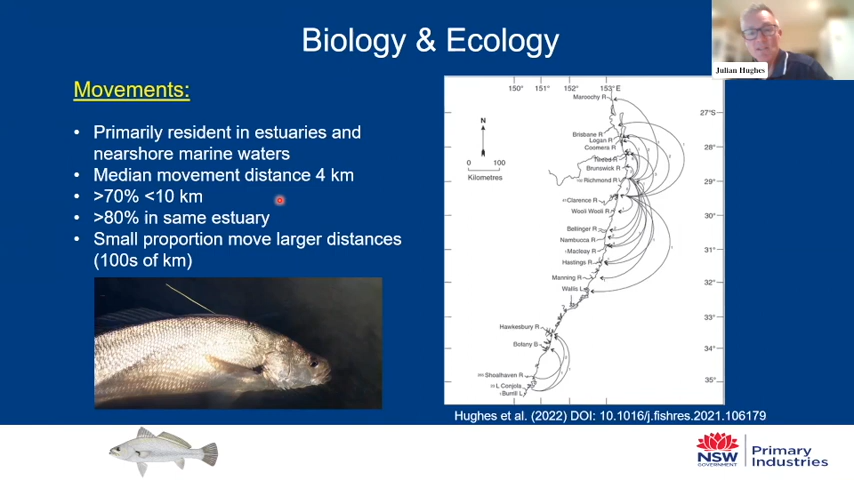 Biology & Ecology
Julian Hughes
Movements:
• Primarily resident in estuaries and
nearshore marine waters
• Median movement distance 4 km
• >70% <10 km
• >80% in same estuary
• Small proportion move larger distances
(100s of km)
150° 151° 152° 153°E
Maroochy R
27°S
N
Brisbane R
Logan R
Coomera R
28°
0 100
Kilometres
Tweed R
Brunswick R
Richmond R
29°
Clarence R
Wooli Wooli R
30°
Bellinger R
Nambucca R
Macleay R
31°
Hastings R
Manning R
32°
Wallis L
33°
Hawkesbury R
Botany B
34°
Shoalhaven R
L Conjola
35°
Burrill L
Hughes et al. (2022) DOI: 10.1016/j.fishres.2021.106179
NSW
GOVERNMENT
Primary
Industries